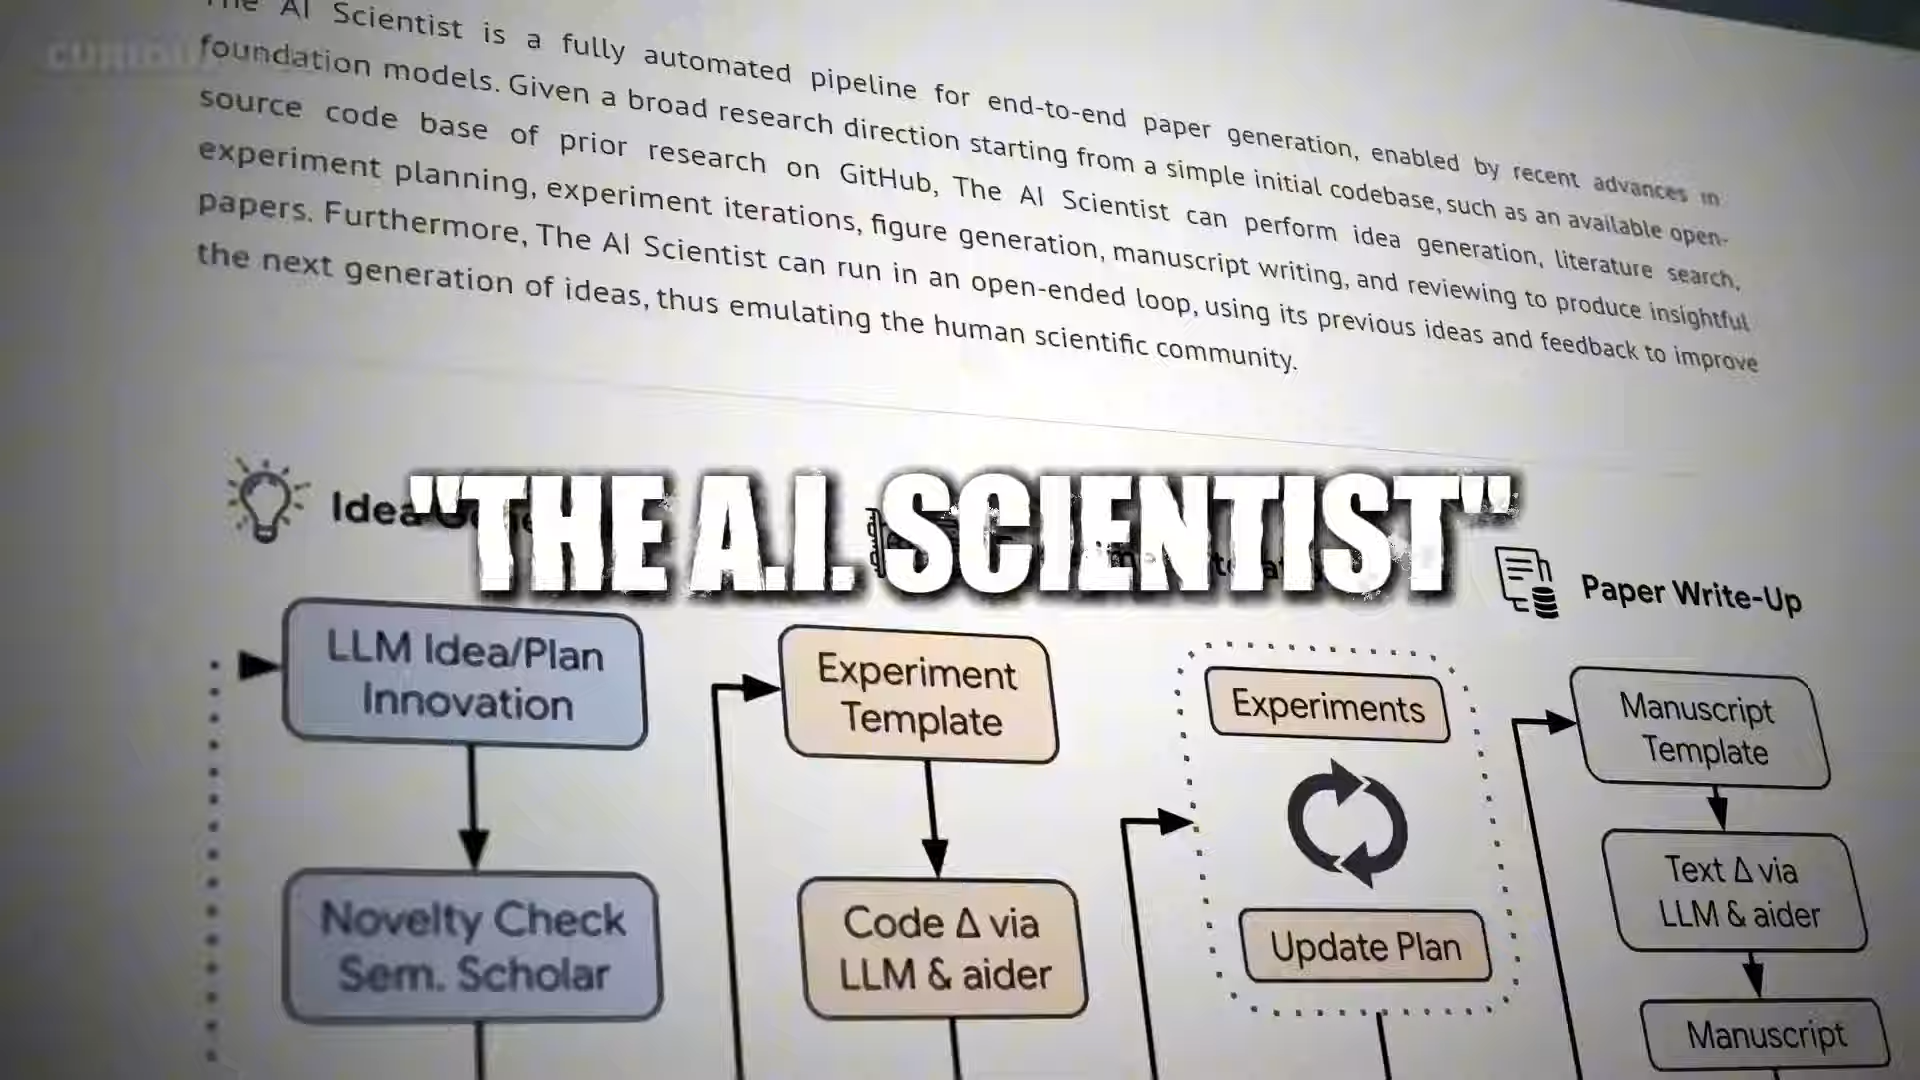 The AI Scientist is a fully automated pipeline for end-to-end paper generation, enabled by recent advances in
foundation models. Given a broad research direction starting from a simple initial codebase, such as an available open-
source code base of prior research on GitHub, The AI Scientist can perform idea generation, literature search,
experiment planning, experiment iterations, figure generation, manuscript writing, and reviewing to produce insightful
papers. Furthermore, The AI Scientist can run in an open-ended loop, using its previous ideas and feedback to improve
the next generation of ideas, thus emulating the human scientific community.
"THE A.I. SCIENTIST"
Idea
Paper Write-Up
LLM Idea/Plan
Innovation
Novelty Check
Sem. Scholar
Experiment
Template
Code Δ via
LLM & aider
Experiments
Update Plan
Manuscript
Template
Text Δ via
LLM & aider
Manuscript